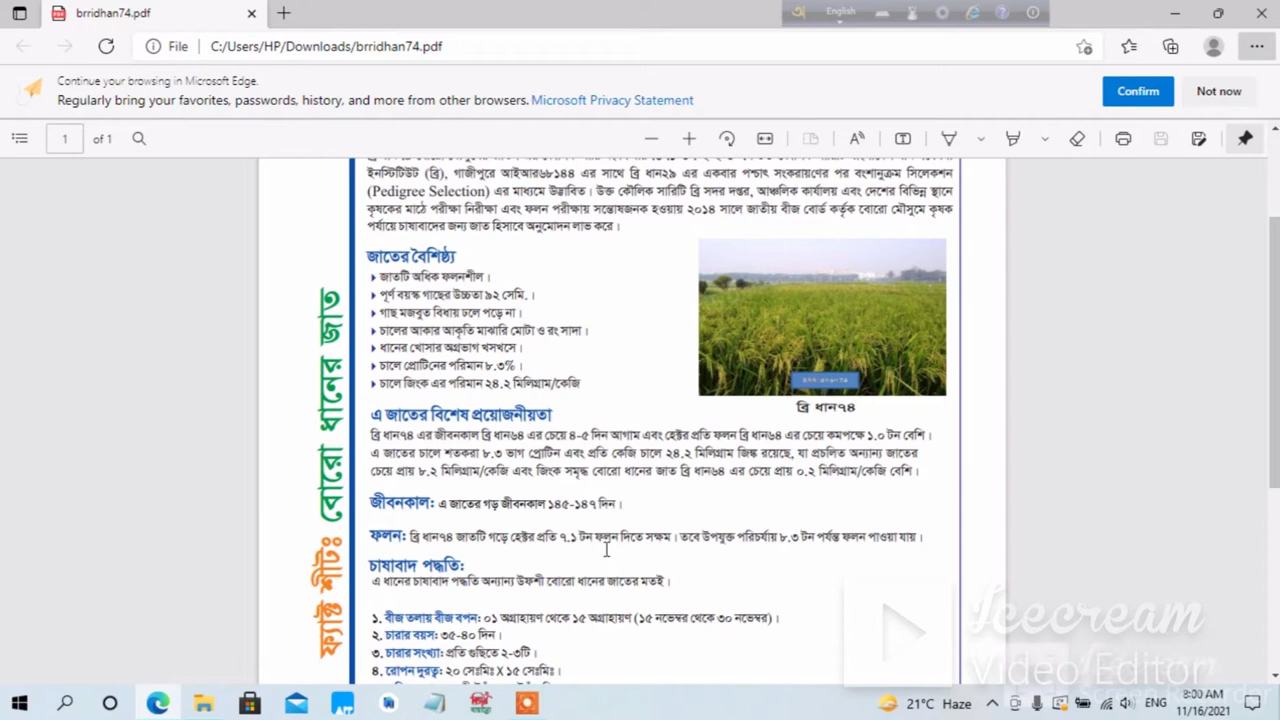 brridhan74.pdf
English
File
C:/Users/HP/Downloads/brridhan74.pdf
Continue your browsing in Microsoft Edge.
Regularly bring your favorites, passwords, history, and more from other browsers. Microsoft Privacy Statement
Confirm
Not now
1 of 1
ইনস্টিটিউট (ব্রি), গাজীপুরে আইআর৬৮১৪৪ এর সাথে ব্রি ধান২৯ এর একবার পশ্চাৎ সংকরায়ণের পর বংশানুক্রম সিলেকশন
(Pedigree Selection) এর মাধ্যমে উদ্ভাবিত। উক্ত কৌলিক সারিটি ব্রি সদর দপ্তর, আঞ্চলিক কার্যালয় এবং দেশের বিভিন্ন স্থানে
কৃষকের মাঠে পরীক্ষা নিরীক্ষা এবং ফলন পরীক্ষায় সন্তোষজনক হওয়ায় ২০১৪ সালে জাতীয় বীজ বোর্ড কর্তৃক বোরো মৌসুমে কৃষক
পর্যায়ে চাষাবাদের জন্য জাত হিসাবে অনুমোদন লাভ করে।
জাতের বৈশিষ্ঠ্য
জাতটি অধিক ফলনশীল।
পূর্ণ বয়স্ক গাছের উচ্চতা ৯২ সেমি.।
গাছ মজবুত বিধায় ঢলে পড়ে না।
চালের আকার আকৃতি মাঝারি মোটা ও রং সাদা।
ধানের খোসার অগ্রভাগ খসখসে।
চালে প্রোটিনের পরিমান ৮.৩%।
চালে জিংক এর পরিমান ২৪.২ মিলিগ্রাম/কেজি
ব্রি ধান৭৪
এ জাতের বিশেষ প্রয়োজনীয়তা
ব্রি ধান৭৪ এর জীবনকাল ব্রি ধান৬৪ এর চেয়ে ৪-৫ দিন আগাম এবং হেক্টর প্রতি ফলন ব্রি ধান৬৪ এর চেয়ে কমপক্ষে ১.০ টন বেশি।
এ জাতের চালে শতকরা ৮.৩ ভাগ প্রোটিন এবং প্রতি কেজি চালে ২৪.২ মিলিগ্রাম জিঙ্ক রয়েছে, যা প্রচলিত অন্যান্য জাতের
চেয়ে প্রায় ৮.২ মিলিগ্রাম/কেজি এবং জিংক সমৃদ্ধ বোরো ধানের জাত ব্রি ধান৬৪ এর চেয়ে প্রায় ০.২ মিলিগ্রাম/কেজি বেশি।
জীবনকাল: এ জাতের গড় জীবনকাল ১৪৫-১৪৭ দিন।
ফলন: ব্রি ধান৭৪ জাতটি গড়ে হেক্টর প্রতি ৭.১ টন ফলন দিতে সক্ষম। তবে উপযুক্ত পরিচর্যায় ৮.৩ টন পর্যন্ত ফলন পাওয়া যায়।
চাষাবাদ পদ্ধতি:
এ ধানের চাষাবাদ পদ্ধতি অন্যান্য উফশী বোরো ধানের জাতের মতই।
১. বীজ তলায় বীজ বপন: ০১ অগ্রাহায়ণ থেকে ১৫ অগ্রাহায়ণ (১৫ নভেম্বর থেকে ৩০ নভেম্বর)।
২. চারার বয়স: ৩৫-৪০ দিন।
৩. চারার সংখ্যা: প্রতি গুছিতে ২-৩টি।
৪. রোপন দুরত্ব: ২০ সেঃমিঃ X ১৫ সেঃমিঃ।
ফ্যাক্ট শীট: বোরো ধানের জাত
Icecream
Video Editor
21°C Haze
ENG
8:00 AM
11/16/2021